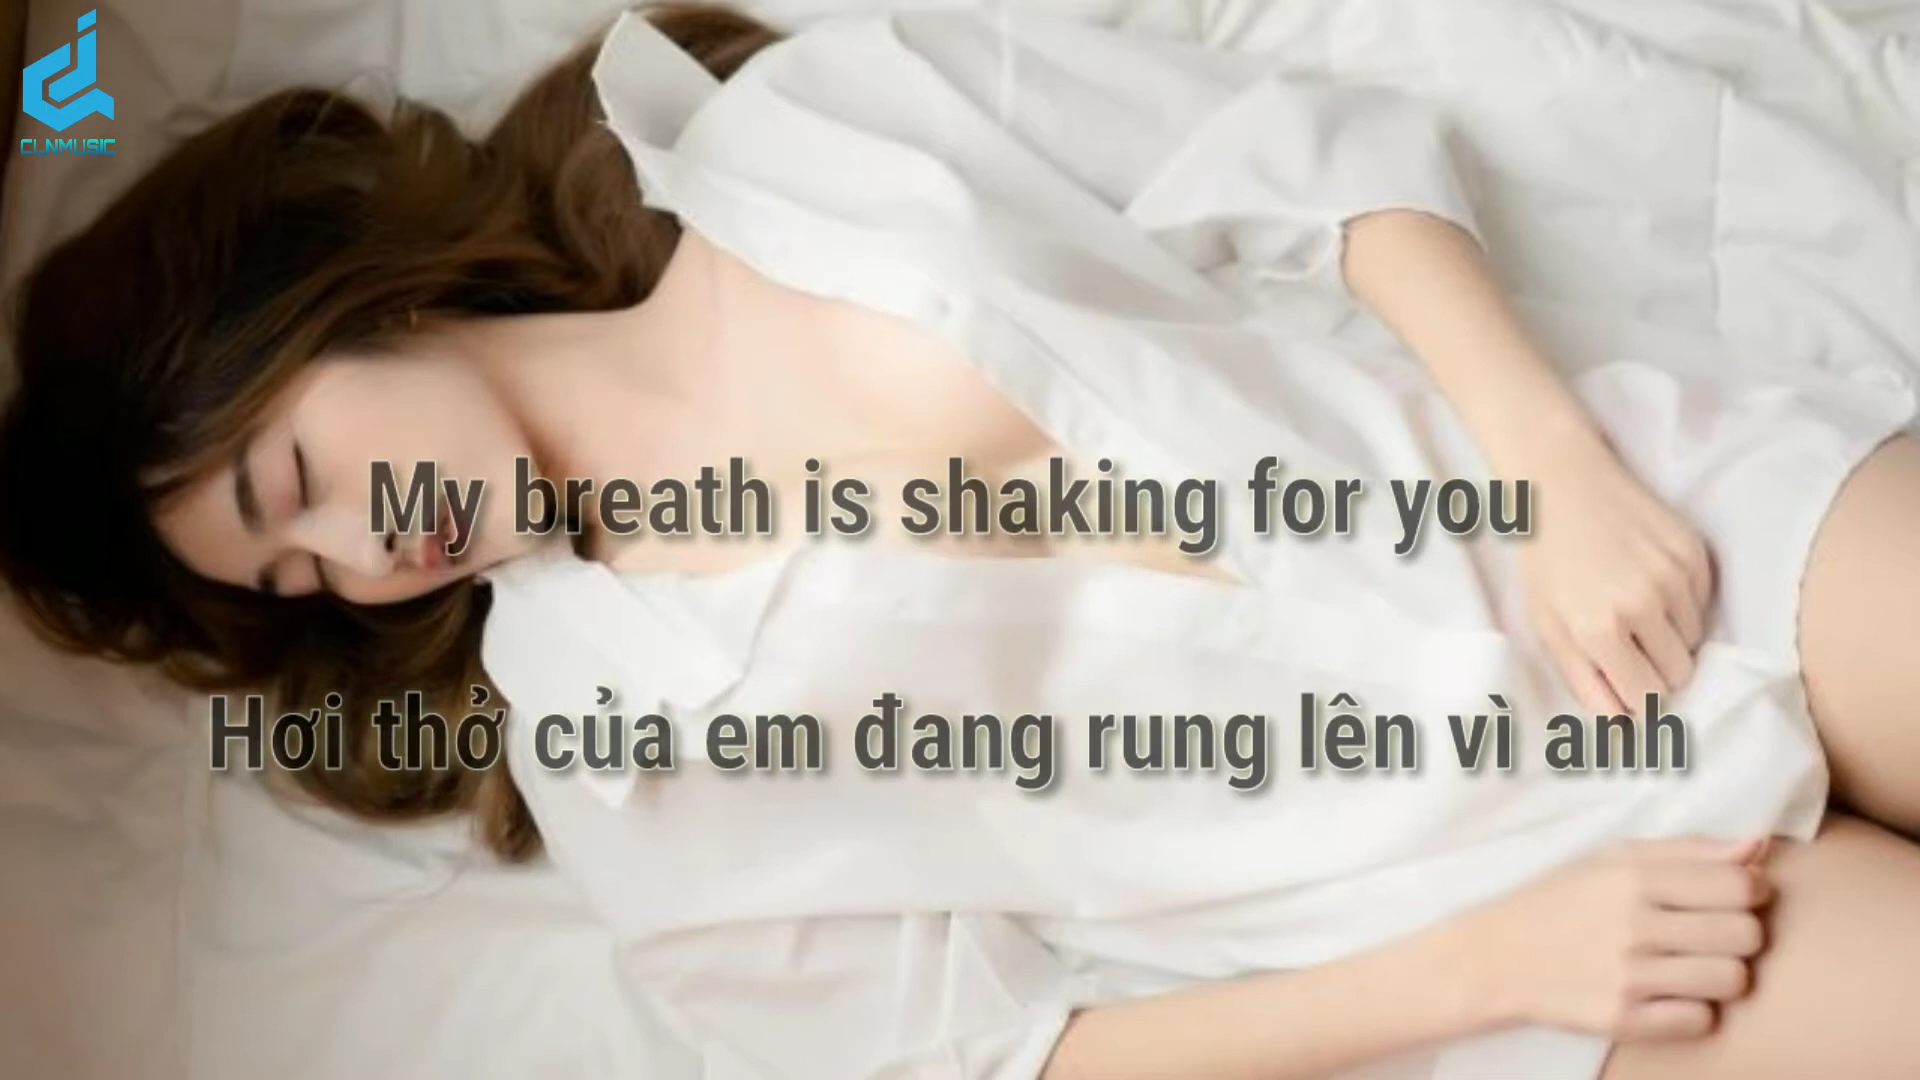 CLNMUSIC
My breath is shaking for you
Hơi thở của em đang rung lên vì anh